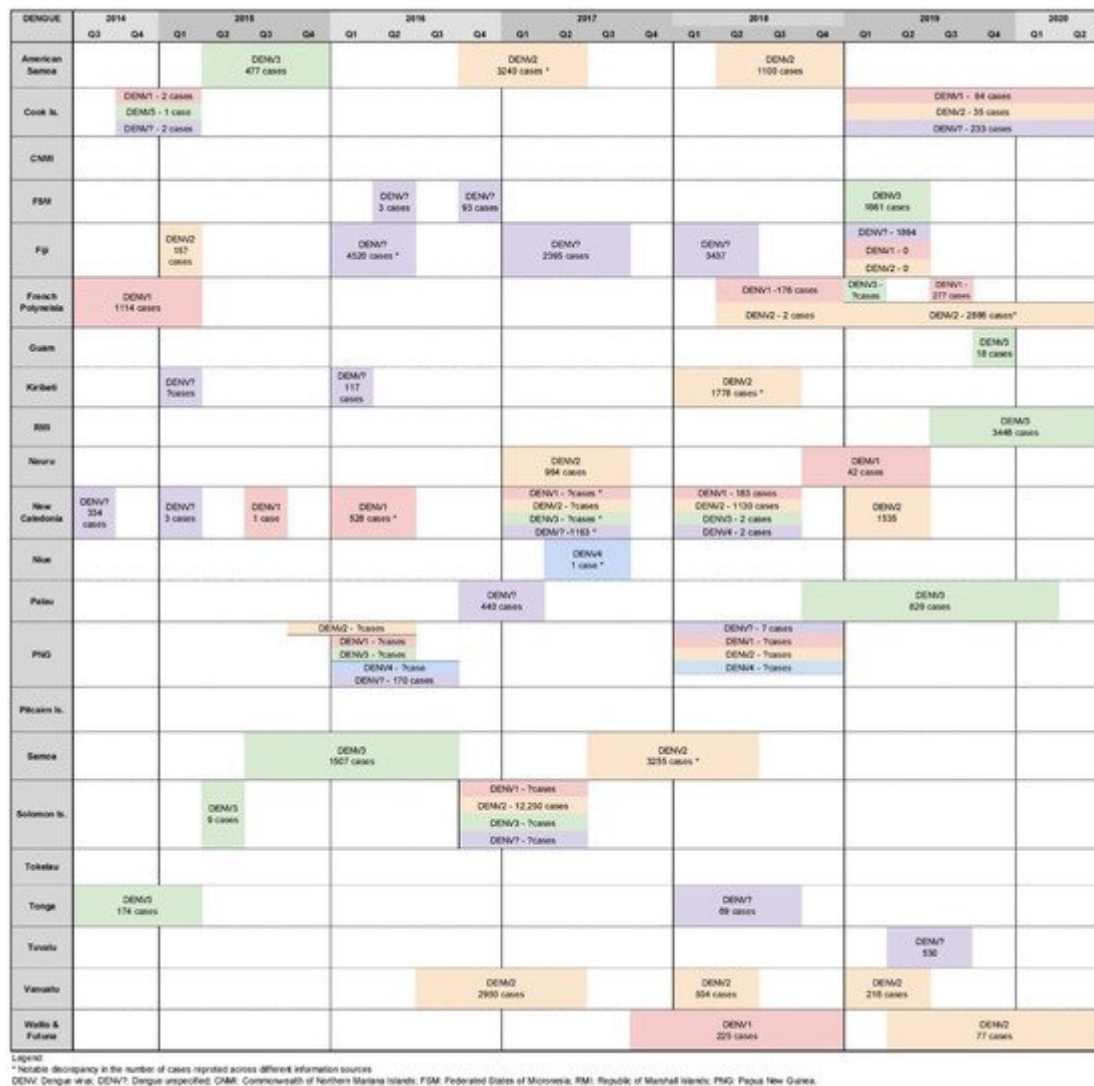 DENGUE 2014 2015 2016 2017 2018 2019 2020
Q3 Q4 Q1 Q2 Q3 Q4 Q1 Q2 Q3 Q4 Q1 Q2 Q3 Q4 Q1 Q2 Q3 Q4 Q1 Q2 Q3 Q4 Q1 Q2
American
Samoa
DENV3
477 cases
DENV2
3240 cases *
DENV2
1100 cases
Cook Is.
DENV1 - 2 cases
DENV3 - 1 case
DENV? - 2 cases
DENV1 - 84 cases
DENV2 - 35 cases
DENV? - 233 cases
CNMI
FSM
DENV?
3 cases
DENV?
93 cases
DENV3
cases
Fiji
DENV2
157
cases
DENV?
cases *
DENV?
cases
DENV?
3437
DENV? - 1894
DENV1 - 0
DENV2 - 0
French
Polynesia
DENV1
1114 cases
DENV1 -176 cases
DENV3 -
?cases
DENV1 -
277 cases
DENV2 - 2 cases
DENV2 - cases*
Guam
DENV3
18 cases
Kiribati
DENV?
?cases
DENV?
117
cases
DENV2
1778 cases *
RMI
DENV3
3446 cases
Nauru
DENV2
964 cases
DENV1
42 cases
New
Caledonia
DENV?
334
cases
DENV?
3 cases
DENV1
1 case
DENV1
cases *
DENV1 - ?cases *
DENV2 - ?cases
DENV3 - ?cases *
DENV? -1163 *
DENV1 - 183 cases
DENV2 - 1130 cases
DENV3 - 2 cases
DENV4 - 2 cases
DENV2
1535
Niue
DENV4
1 case *
Palau
DENV?
440 cases
DENV3
cases
PNG
DENV2 - ?cases
DENV1 - ?cases
DENV3 - ?cases
DENV4 - ?case
DENV? - 170 cases
DENV? - 7 cases
DENV1 - ?cases
DENV2 - ?cases
DENV4 - ?cases
Pitcairn Is.
Samoa
DENV3
1507 cases
DENV2
3255 cases *
Solomon Is.
DENV3
9 cases
DENV1 - ?cases
DENV2 - 12,250 cases
DENV3 - ?cases
DENV? - ?cases
Tokelau
Tonga
DENV3
174 cases
DENV?
cases
Tuvalu
DENV?
530
Vanuatu
DENV2
cases
DENV2
504 cases
DENV2
cases
Wallis &
Futuna
DENV1
225 cases
DENV2
77 cases
Legend
* Notable discrepancy in the number of cases reproted across different information sources
DENV: Dengue virus; DENV?: Dengue unspecified; CNMI: Commonwealth of Northern Mariana Islands; FSM: Federated States of Micronesia; RMI: Republic of Marshall Islands; PNG: Papua New Guinea.